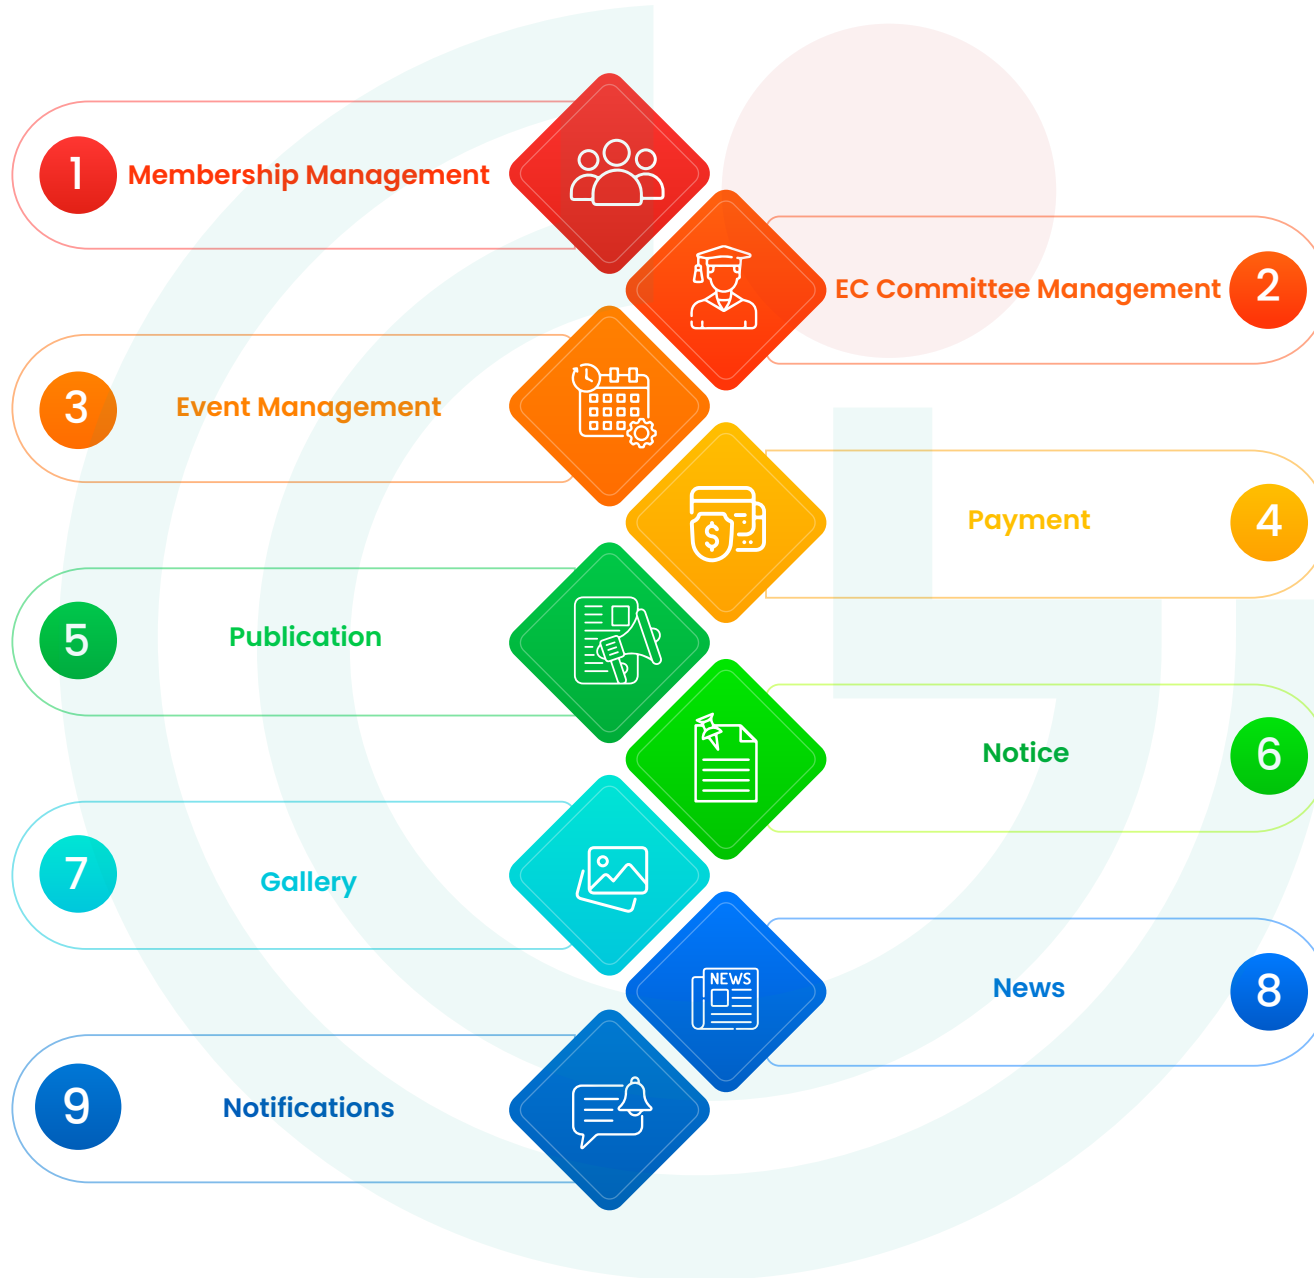 1 Membership Management
EC Committee Management 2
3 Event Management
Payment 4
5 Publication
Notice 6
7 Gallery
NEWS
News 8
9 Notifications